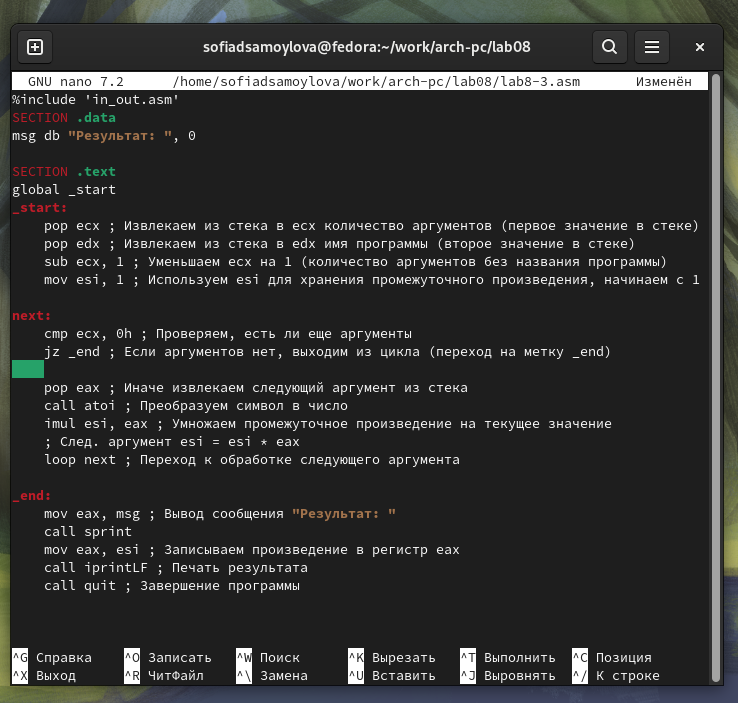 sofiadsamoylova@fedora:~/work/arch-pc/lab08
GNU nano 7.2 /home/sofiadsamoylova/work/arch-pc/lab08/lab8-3.asm Изменён
%include 'in_out.asm'
SECTION .data
msg db "Результат: ", 0
SECTION .text
global _start
_start:
pop ecx ; Извлекаем из стека в ecx количество аргументов (первое значение в стеке)
pop edx ; Извлекаем из стека в edx имя программы (второе значение в стеке)
sub ecx, 1 ; Уменьшаем ecx на 1 (количество аргументов без названия программы)
mov esi, 1 ; Используем esi для хранения промежуточного произведения, начинаем с 1
next:
cmp ecx, 0h ; Проверяем, есть ли еще аргументы
jz _end ; Если аргументов нет, выходим из цикла (переход на метку _end)
pop eax ; Иначе извлекаем следующий аргумент из стека
call atoi ; Преобразуем символ в число
imul esi, eax ; Умножаем промежуточное произведение на текущее значение
; След. аргумент esi = esi * eax
loop next ; Переход к обработке следующего аргумента
_end:
mov eax, msg ; Вывод сообщения "Результат: "
call sprint
mov eax, esi ; Записываем произведение в регистр eax
call iprintLF ; Печать результата
call quit ; Завершение программы
^G Справка ^O Записать ^W Поиск ^K Вырезать ^T Выполнить ^C Позиция
^X Выход ^R ЧитФайл ^\ Замена ^U Вставить ^J Выровнять ^/ К строке